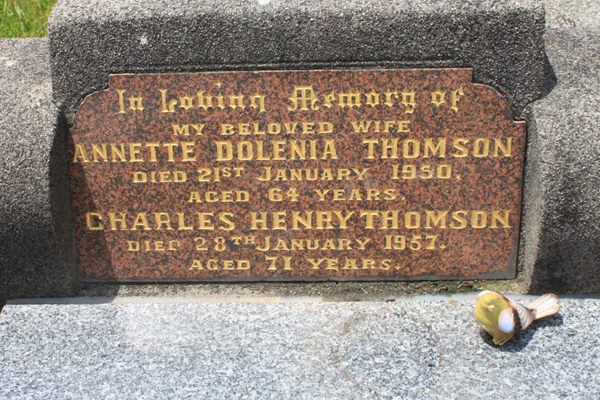 In Loving Memory of
MY BELOVED WIFE
ANNETTE DOLENIA THOMSON
DIED 21ST JANUARY 1950.
AGED 64 YEARS.
CHARLES HENRY THOMSON
DIED 28TH JANUARY 1957.
AGED 71 YEARS.